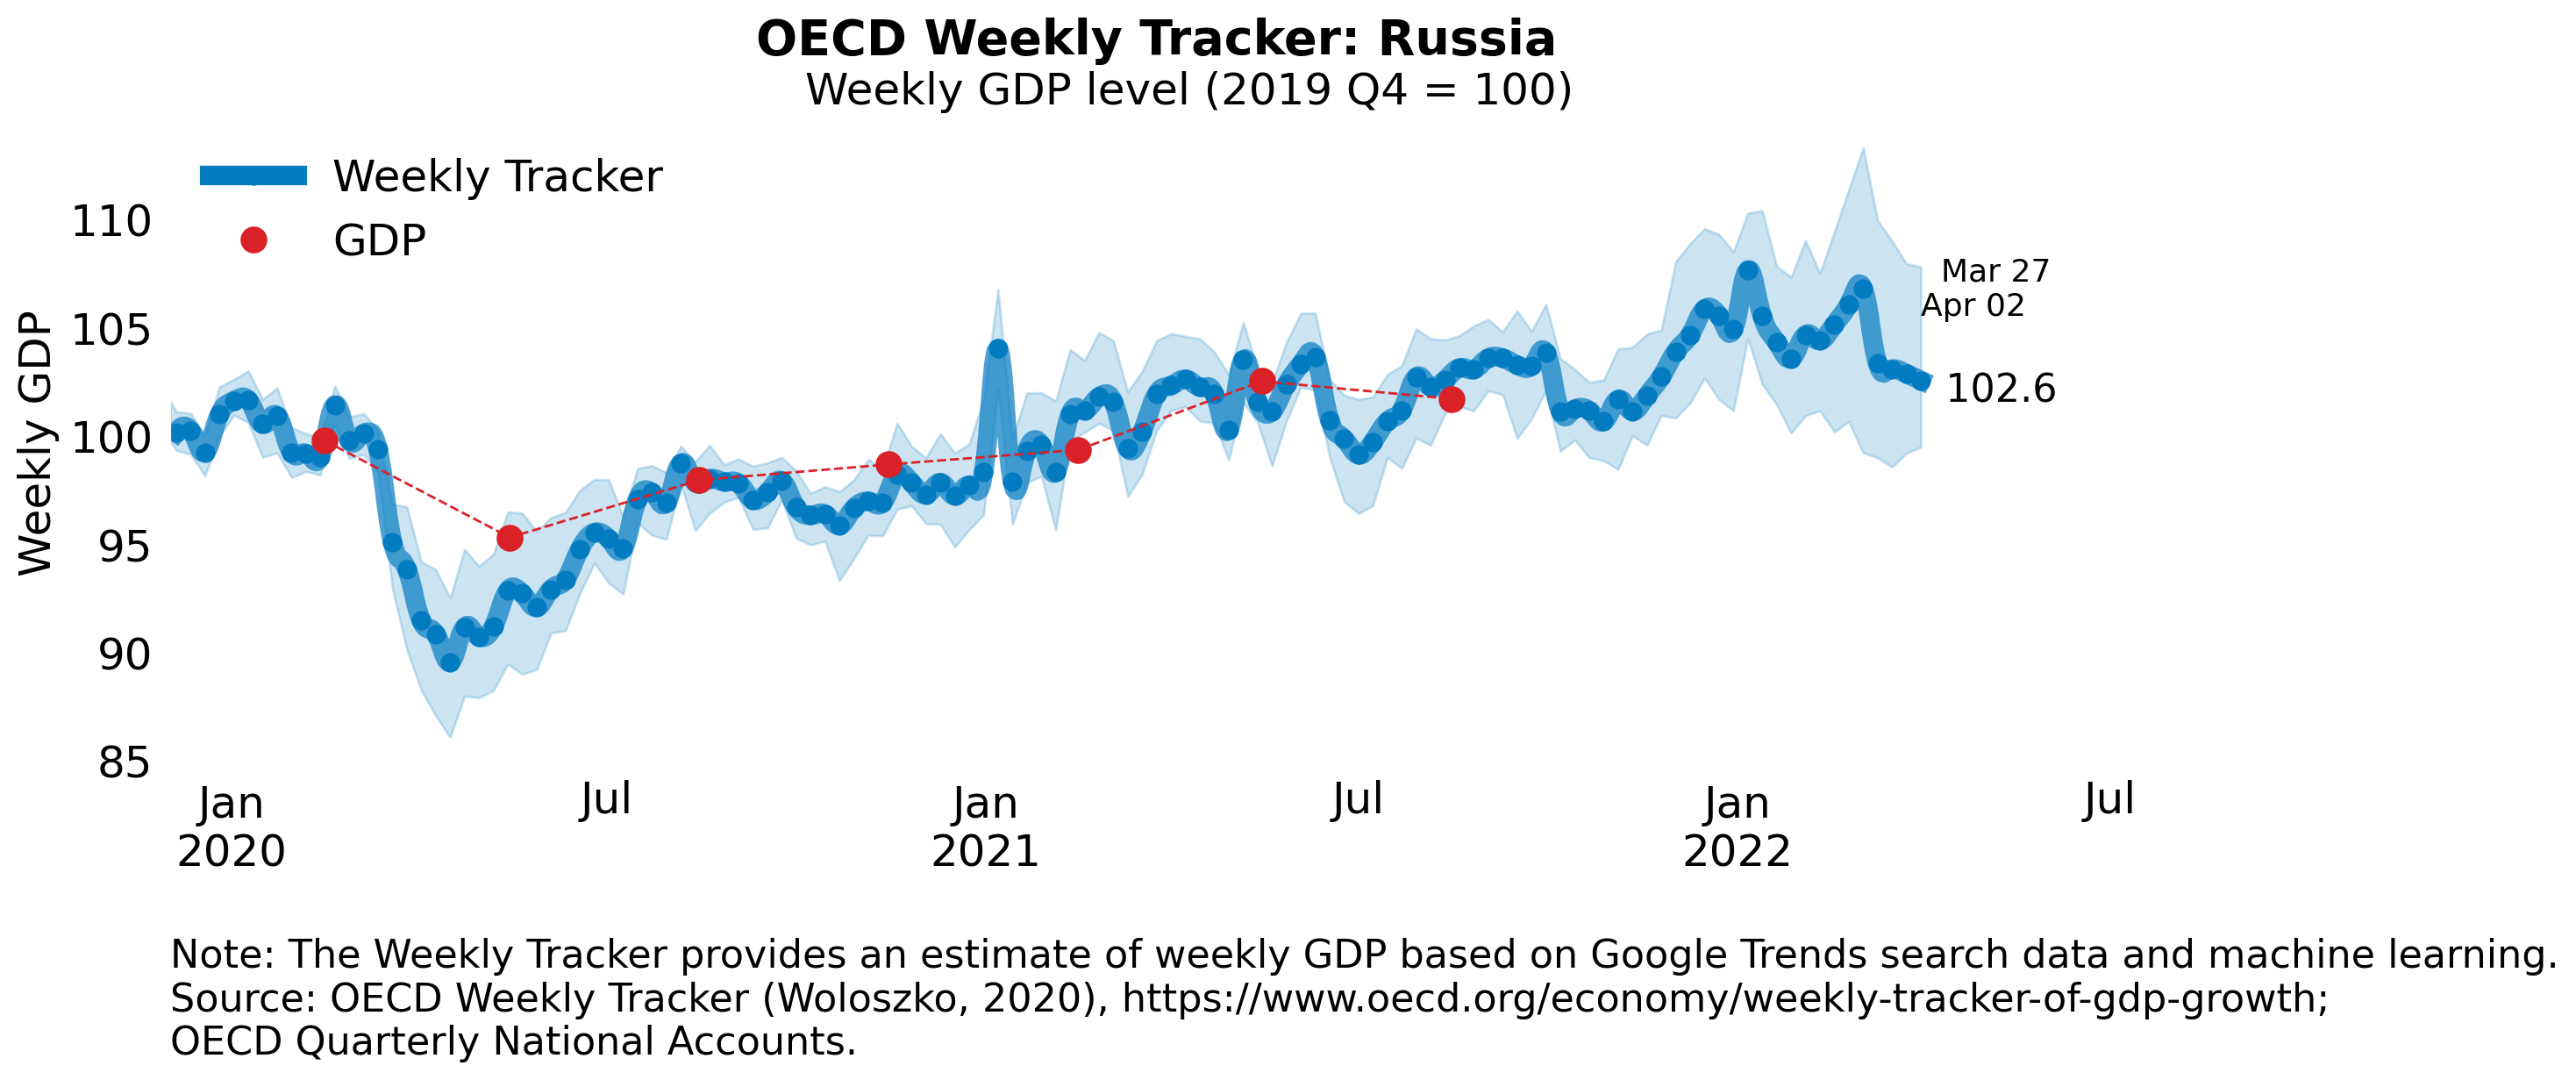 OECD Weekly Tracker: Russia
Weekly GDP level (2019 Q4 = 100)
Weekly Tracker
GDP
Weekly GDP
110
105
100
95
90
85
Mar 27
Apr 02
102.6
Jan
2020
Jul
Jan
2021
Jul
Jan
2022
Jul
Note: The Weekly Tracker provides an estimate of weekly GDP based on Google Trends search data and machine learning.
Source: OECD Weekly Tracker (Woloszko, 2020), https://www.oecd.org/economy/weekly-tracker-of-gdp-growth;
OECD Quarterly National Accounts.